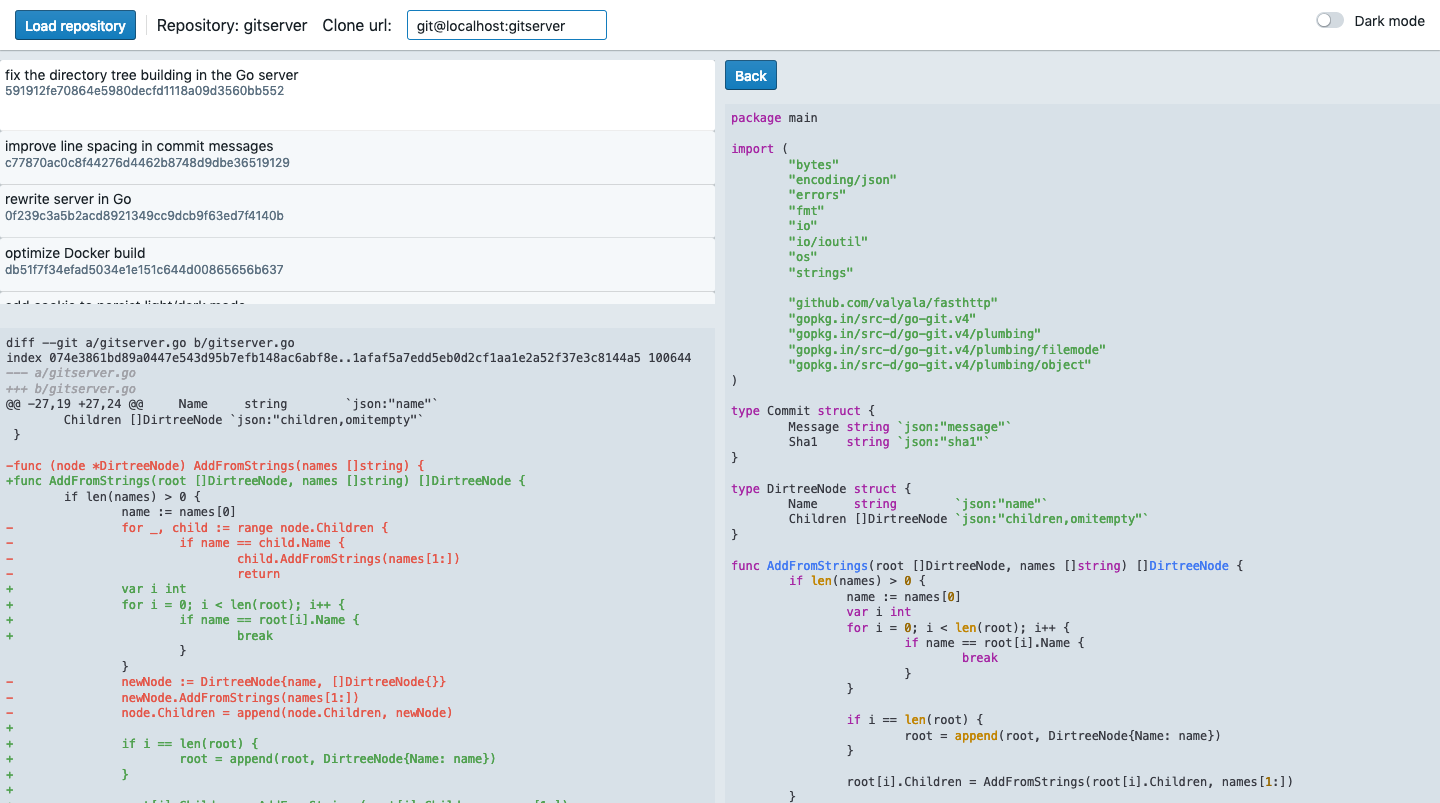 Load repository
Repository: gitserver
Clone url:
git@localhost:gitserver
Dark mode
fix the directory tree building in the Go server
591912fe70864e5980decfd1118a09d3560bb552
improve line spacing in commit messages
c77870ac0c8f44276d4462b8748d9dbe36519129
rewrite server in Go
0f239c3a5b2acd8921349cc9dcb9f63ed7f4140b
optimize Docker build
db51f7f34efad5034e1e151c644d00865656b637
diff --git a/gitserver.go b/gitserver.go
index 074e3861bd89a0447e543d95b7efb148ac6abf8e..1afaf5a7edd5eb0d2cf1aa1e2a52f37e3c8144a5 100644
--- a/gitserver.go
+++ b/gitserver.go
@@ -27,19 +27,24 @@     Name     string        `json:"name"`
        Children []DirtreeNode `json:"children,omitempty"`
 }
-func (node *DirtreeNode) AddFromStrings(names []string) {
+func AddFromStrings(root []DirtreeNode, names []string) []DirtreeNode {
        if len(names) > 0 {
                name := names[0]
-               for _, child := range node.Children {
-                       if name == child.Name {
-                               child.AddFromStrings(names[1:])
-                               return
+               var i int
+               for i = 0; i < len(root); i++ {
+                       if name == root[i].Name {
+                               break
                        }
                }
-               newNode := DirtreeNode{name, []DirtreeNode{}}
-               newNode.AddFromStrings(names[1:])
-               node.Children = append(node.Children, newNode)
+
+               if i == len(root) {
+                       root = append(root, DirtreeNode{Name: name})
+               }
+
Back
package main
import (
        "bytes"
        "encoding/json"
        "errors"
        "fmt"
        "io"
        "io/ioutil"
        "os"
        "strings"
        "github.com/valyala/fasthttp"
        "gopkg.in/src-d/go-git.v4"
        "gopkg.in/src-d/go-git.v4/plumbing"
        "gopkg.in/src-d/go-git.v4/plumbing/filemode"
        "gopkg.in/src-d/go-git.v4/plumbing/object"
)
type Commit struct {
        Message string `json:"message"`
        Sha1    string `json:"sha1"`
}
type DirtreeNode struct {
        Name     string        `json:"name"`
        Children []DirtreeNode `json:"children,omitempty"`
}
func AddFromStrings(root []DirtreeNode, names []string) []DirtreeNode {
        if len(names) > 0 {
                name := names[0]
                var i int
                for i = 0; i < len(root); i++ {
                        if name == root[i].Name {
                                break
                        }
                }
                if i == len(root) {
                        root = append(root, DirtreeNode{Name: name})
                }
                root[i].Children = AddFromStrings(root[i].Children, names[1:])
        }